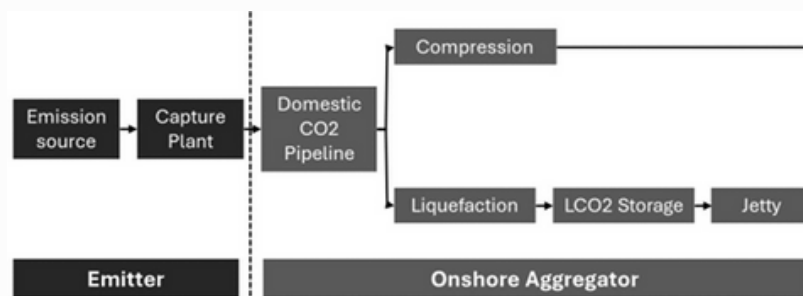 Compression
Emission
source
Capture
Plant
Domestic
CO2
Pipeline
Liquefaction
LCO2 Storage
Jetty
Emitter
Onshore Aggregator